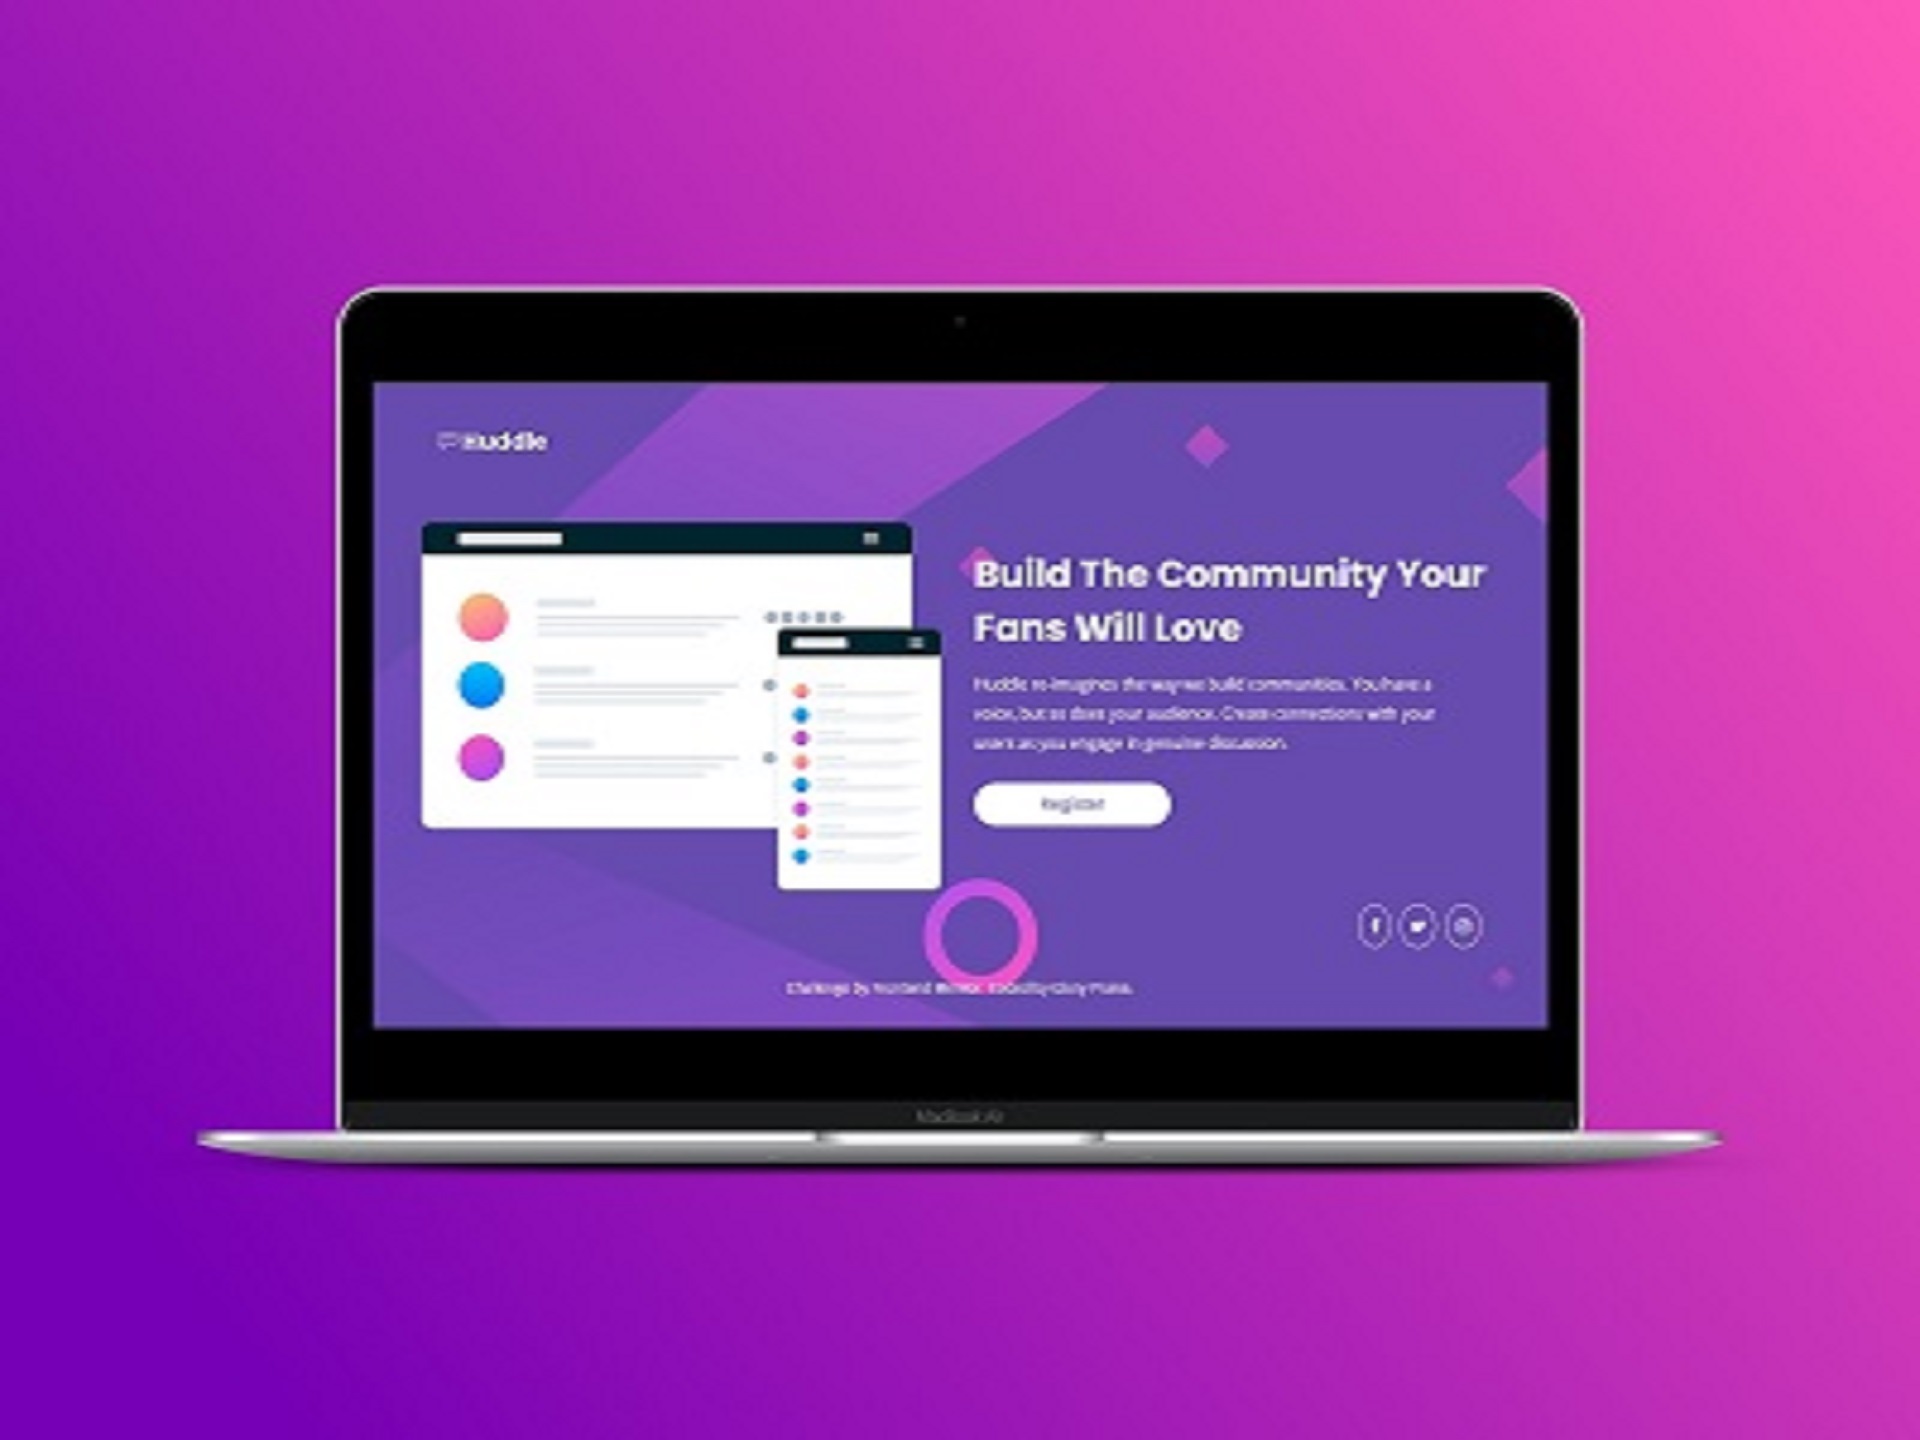 Huddle
Build The Community Your
Fans Will Love
Huddle re-imagines the way we build communities. You have a
voice, but so does your audience. Create connections with your
users as you engage in genuine discussion.
Register
Challenge by Frontend Mentor. Coded by
MacBook Air